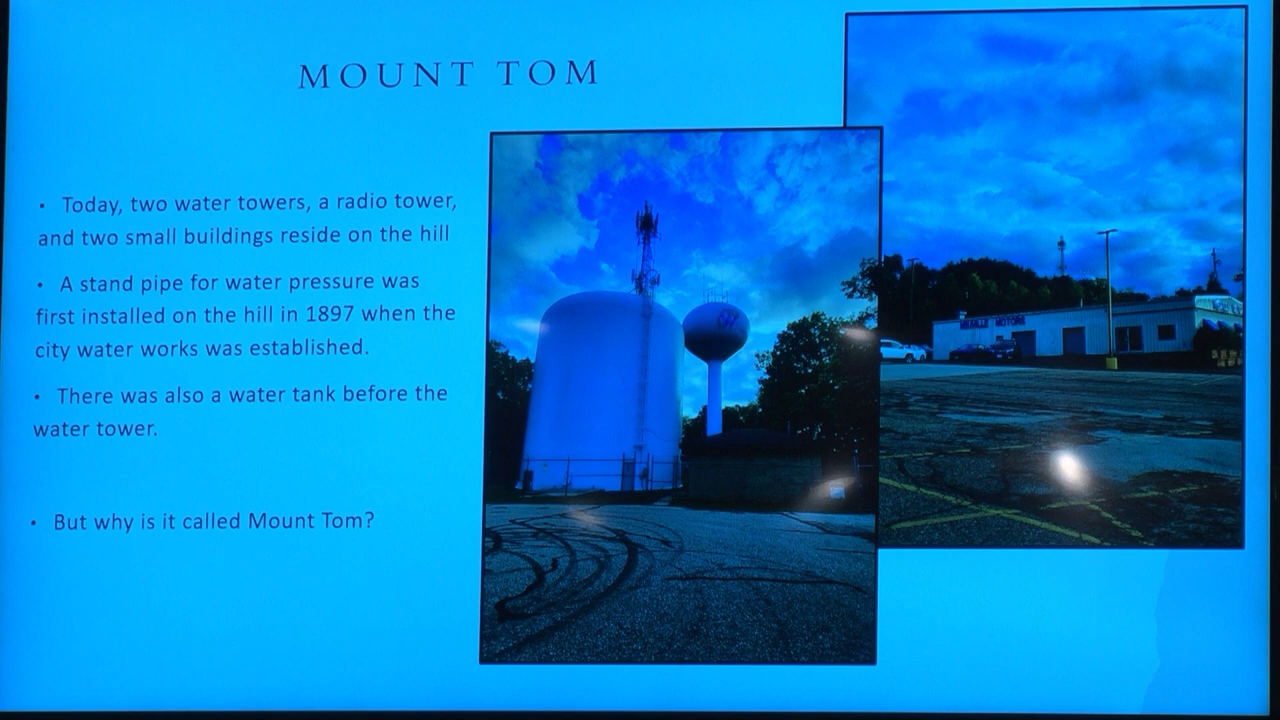 MOUNT TOM
• Today, two water towers, a radio tower,
and two small buildings reside on the hill
• A stand pipe for water pressure was
first installed on the hill in 1897 when the
city water works was established.
• There was also a water tank before the
water tower.
• But why is it called Mount Tom?
MOTORS